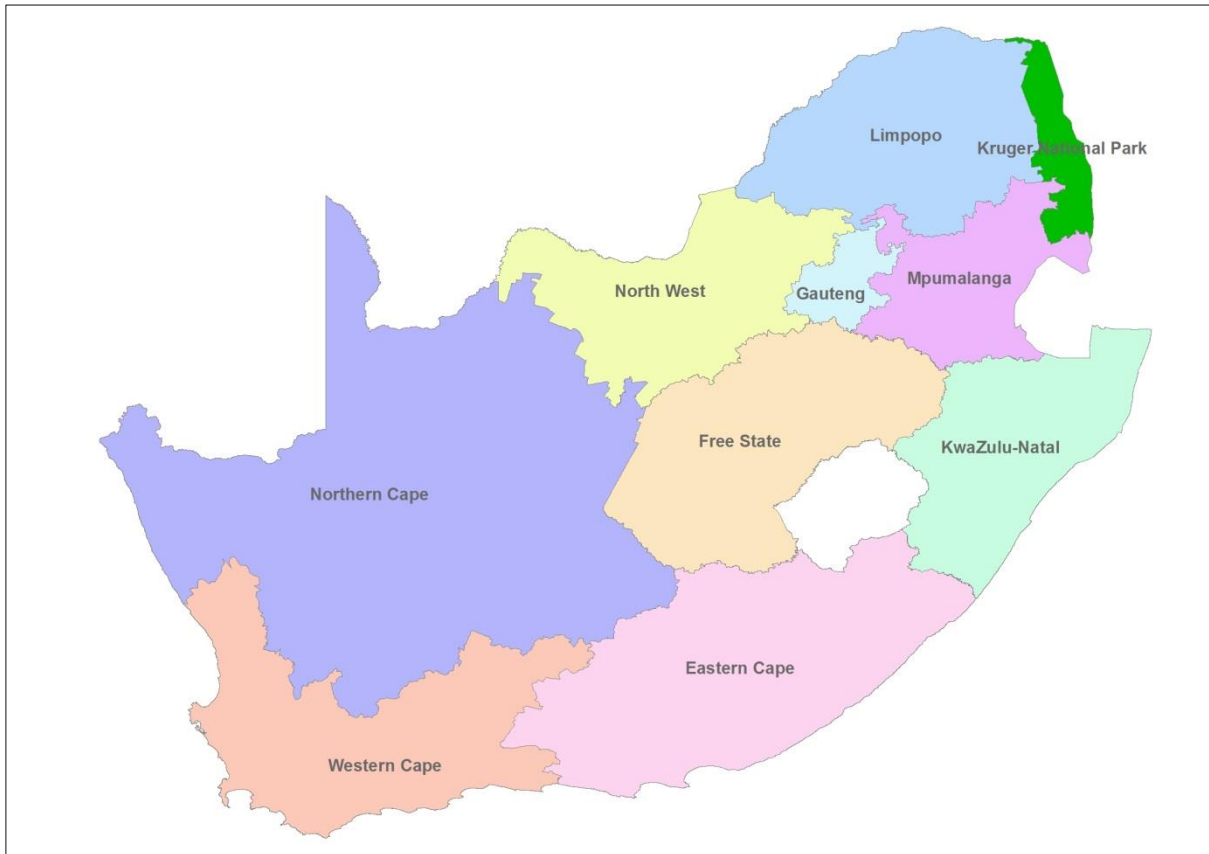 Limpopo
Kruger National Park
Mpumalanga
North West
Gauteng
Free State
KwaZulu-Natal
Northern Cape
Eastern Cape
Western Cape